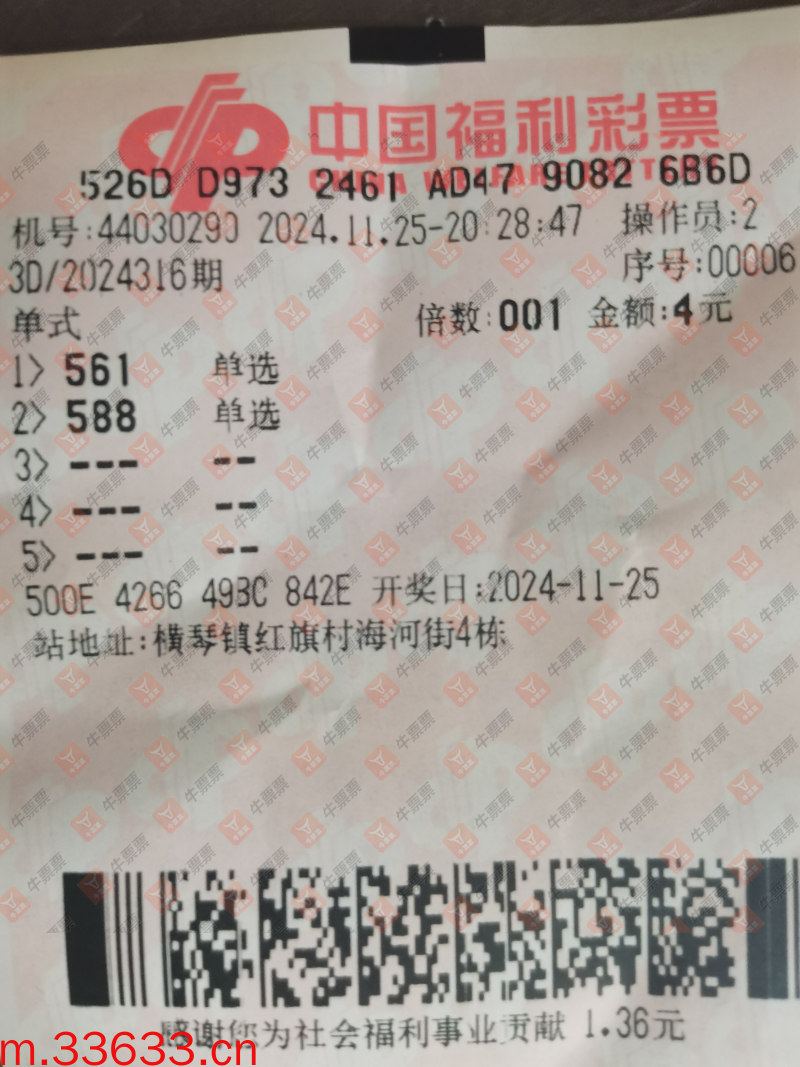 中国福利彩票
526D D973 2461 AD47 9082 6B6D
机号:44030290 2024.11.25-20:28:47 操作员:2
3D/2024316期 序号:00006
单式 倍数:001 金额:4元
1> 561 单选
2> 588 单选
3> --- --
4> --- --
5> --- --
500E 4266 49BC 842E 开奖日:2024-11-25
站地址:横琴镇红旗村海河街4栋
感谢您为社会福利事业贡献 1.36元
m.33633.cn
牛票票